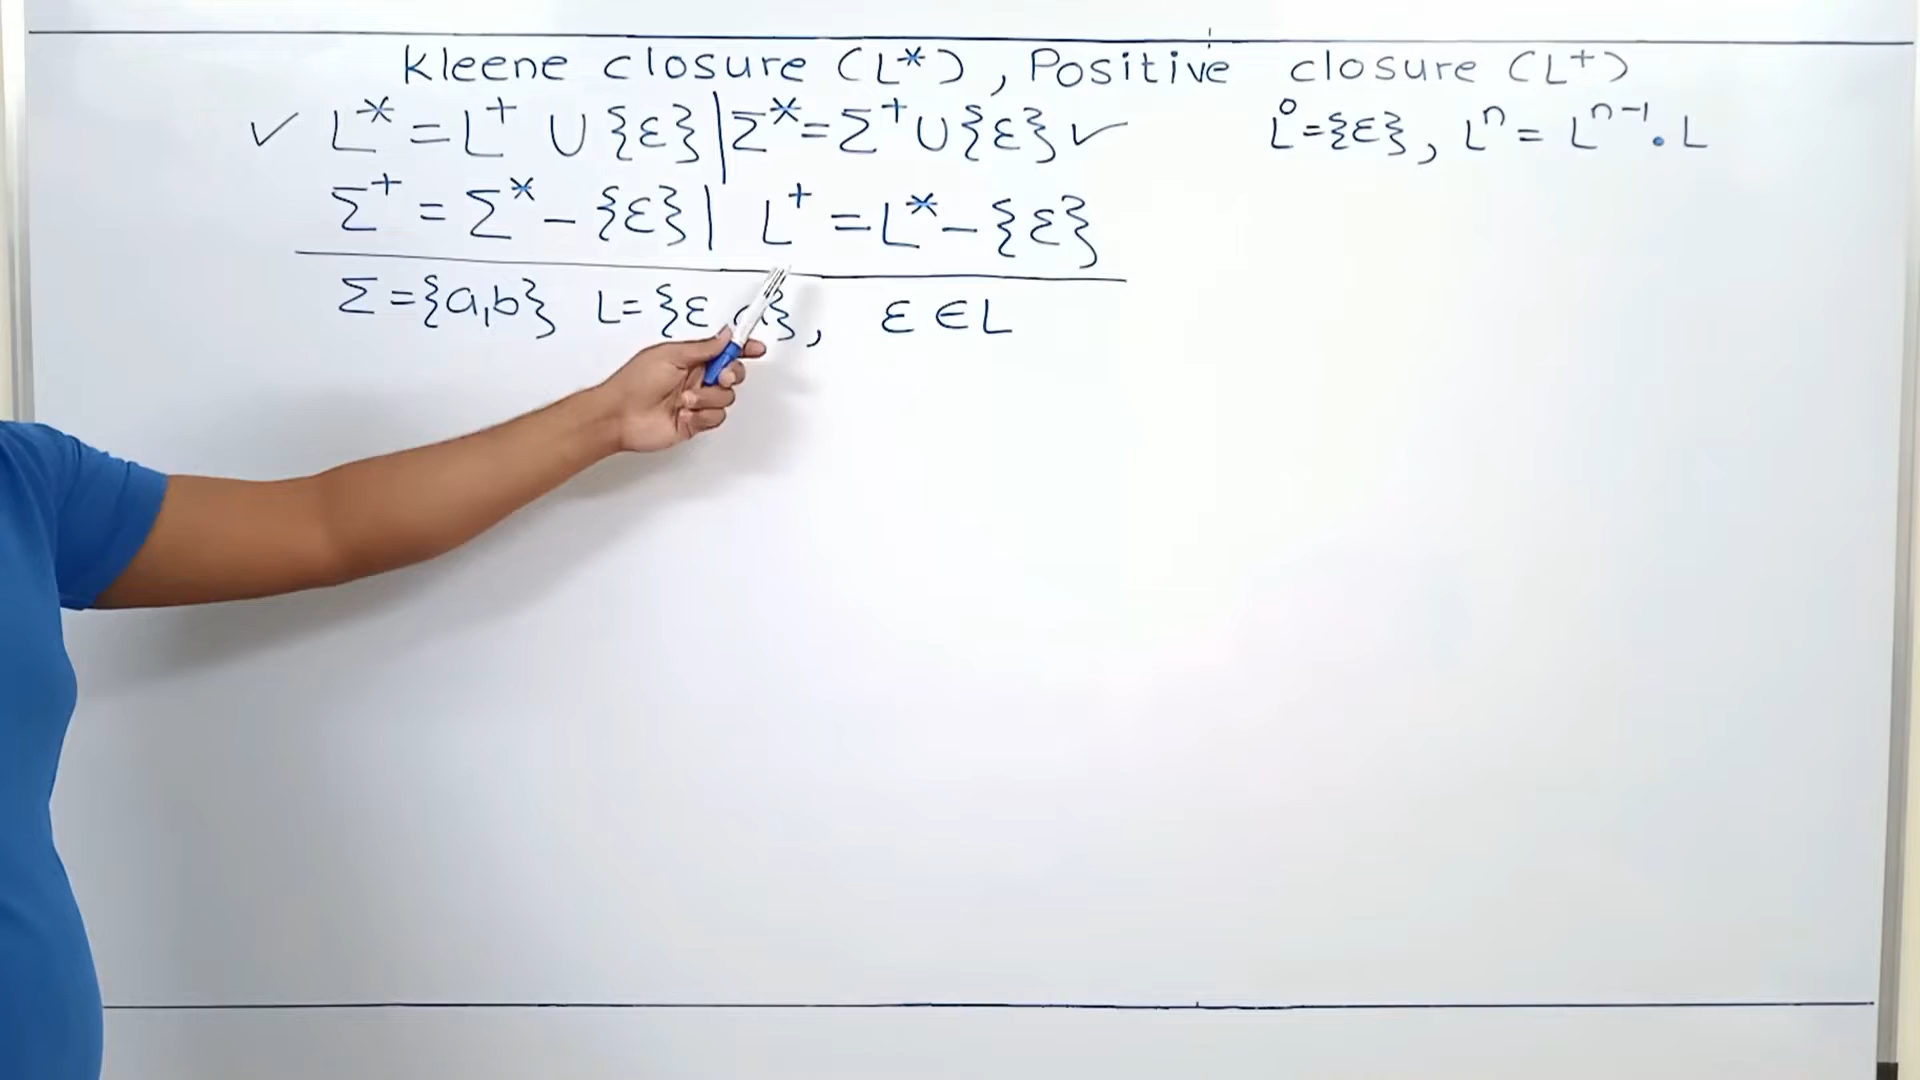 Kleene closure (L*), Positive closure (L⁺)
✓ L* = L⁺ ∪ {ε} | Σ* = Σ⁺ ∪ {ε} ✓ L⁰ = {ε}, Lⁿ = Lⁿ⁻¹ . L
Σ⁺ = Σ* – {ε} | L⁺ = L* – {ε}
Σ = {a,b} L = {ε }, ε ∈ L